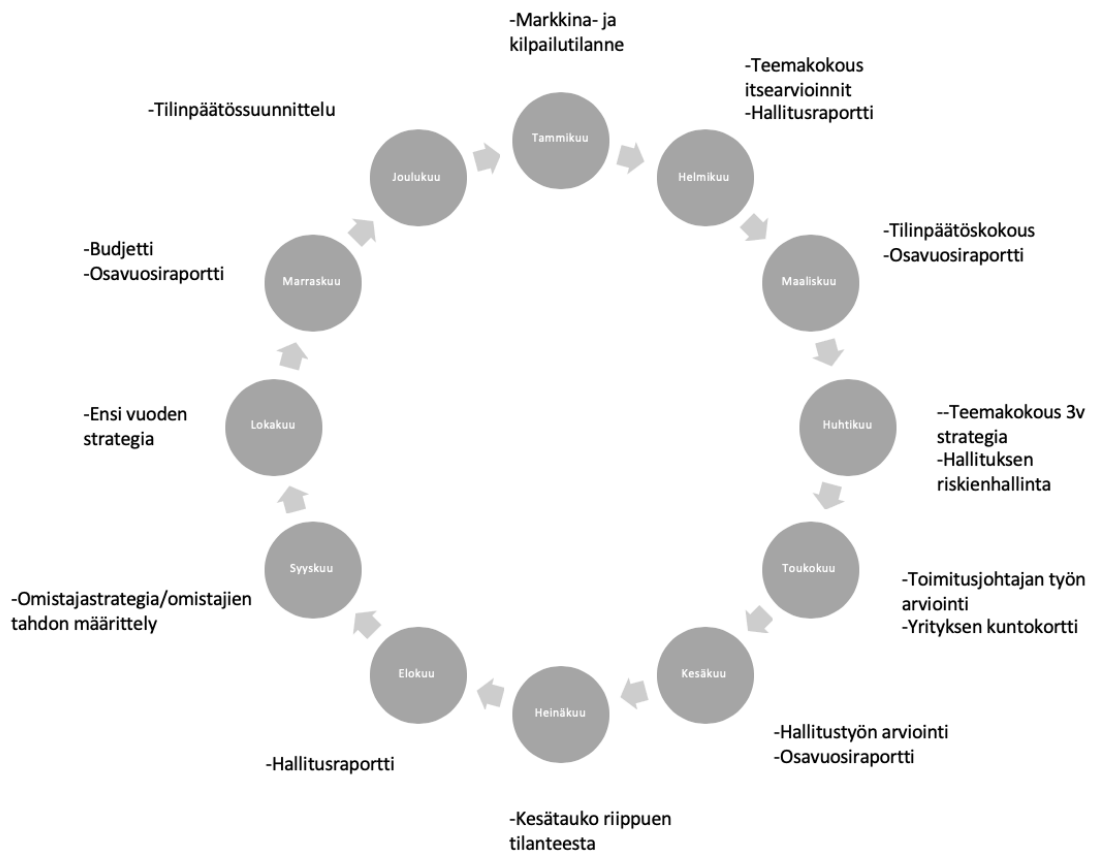 -Markkina- ja
kilpailutilanne
Tammikuu
-Teemakokous
itsearvioinnit
-Hallitusraportti
Helmikuu
-Tilinpäätöskokous
-Osavuosiraportti
Maaliskuu
--Teemakokous 3v
strategia
-Hallituksen
riskienhallinta
Huhtikuu
-Toimitusjohtajan työn
arviointi
-Yrityksen kuntokortti
Toukokuu
-Hallitustyön arviointi
-Osavuosiraportti
Kesäkuu
-Kesätauko riippuen
tilanteesta
Heinäkuu
-Hallitusraportti
Elokuu
-Omistajastrategia/omistajien
tahdon määrittely
Syyskuu
-Ensi vuoden
strategia
Lokakuu
-Budjetti
-Osavuosiraportti
Marraskuu
-Tilinpäätössuunnittelu
Joulukuu